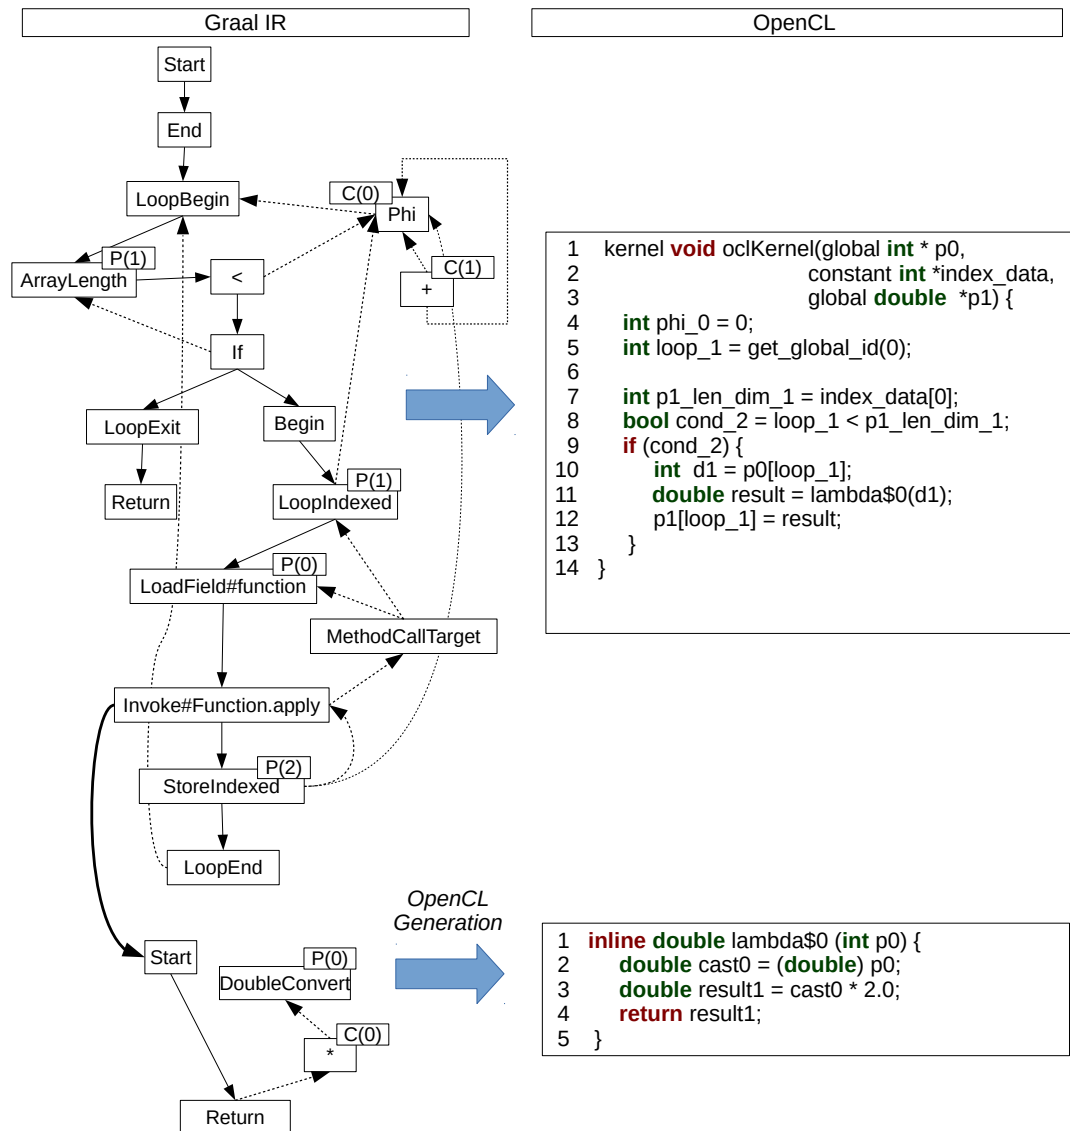 Graal IR
OpenCL
Start
End
LoopBegin
C(0)
Phi
P(1)
ArrayLength
<
C(1)
+
If
LoopExit
Begin
Return
P(1)
LoopIndexed
P(0)
LoadField#function
MethodCallTarget
Invoke#Function.apply
P(2)
StoreIndexed
LoopEnd
1 kernel void oclKernel(global int * p0,
2 constant int *index_data,
3 global double *p1) {
4 int phi_0 = 0;
5 int loop_1 = get_global_id(0);
6
7 int p1_len_dim_1 = index_data[0];
8 bool cond_2 = loop_1 < p1_len_dim_1;
9 if (cond_2) {
10 int d1 = p0[loop_1];
11 double result = lambda$0(d1);
12 p1[loop_1] = result;
13 }
14 }
OpenCL
Generation
Start
P(0)
DoubleConvert
C(0)
*
Return
1 inline double lambda$0 (int p0) {
2 double cast0 = (double) p0;
3 double result1 = cast0 * 2.0;
4 return result1;
5 }